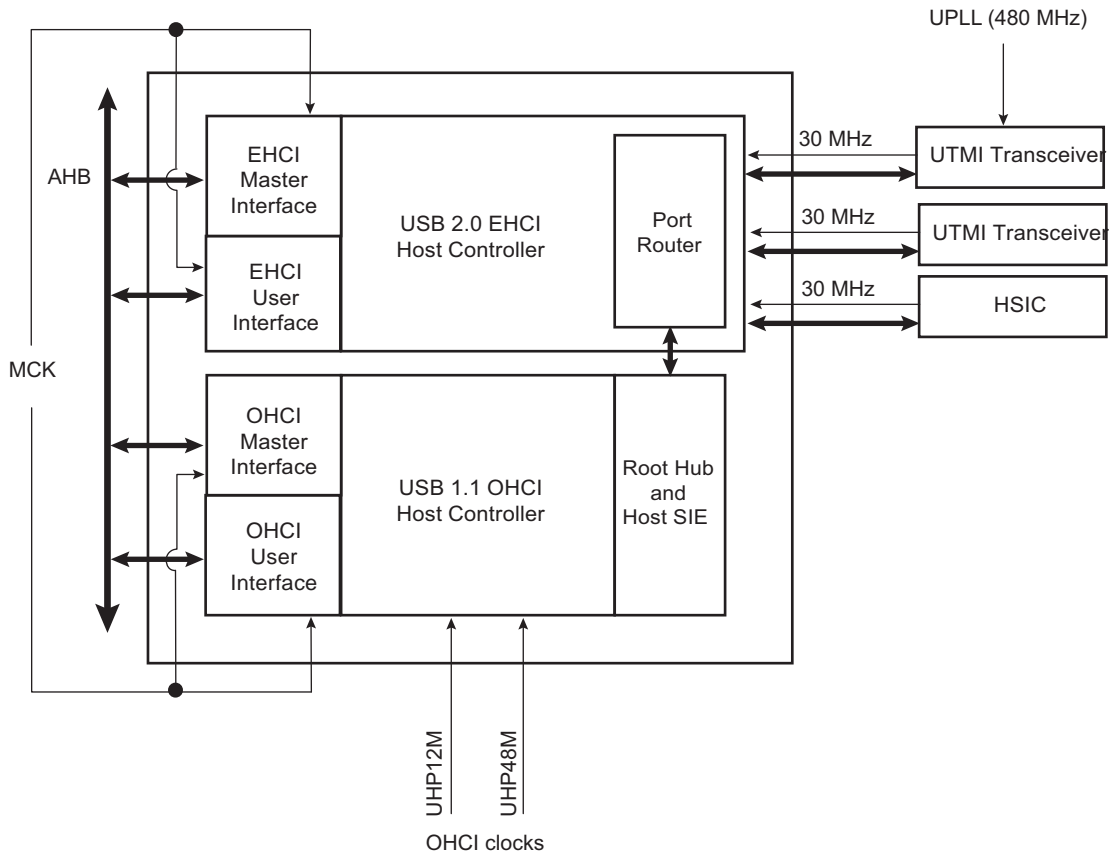 UPLL (480 MHz)
AHB
MCK
EHCI
Master
Interface
EHCI
User
Interface
USB 2.0 EHCI
Host Controller
Port
Router
30 MHz
UTMI Transceiver
30 MHz
UTMI Transceiver
30 MHz
HSIC
OHCI
Master
Interface
OHCI
User
Interface
USB 1.1 OHCI
Host Controller
Root Hub
and
Host SIE
UHP12M
UHP48M
OHCI clocks